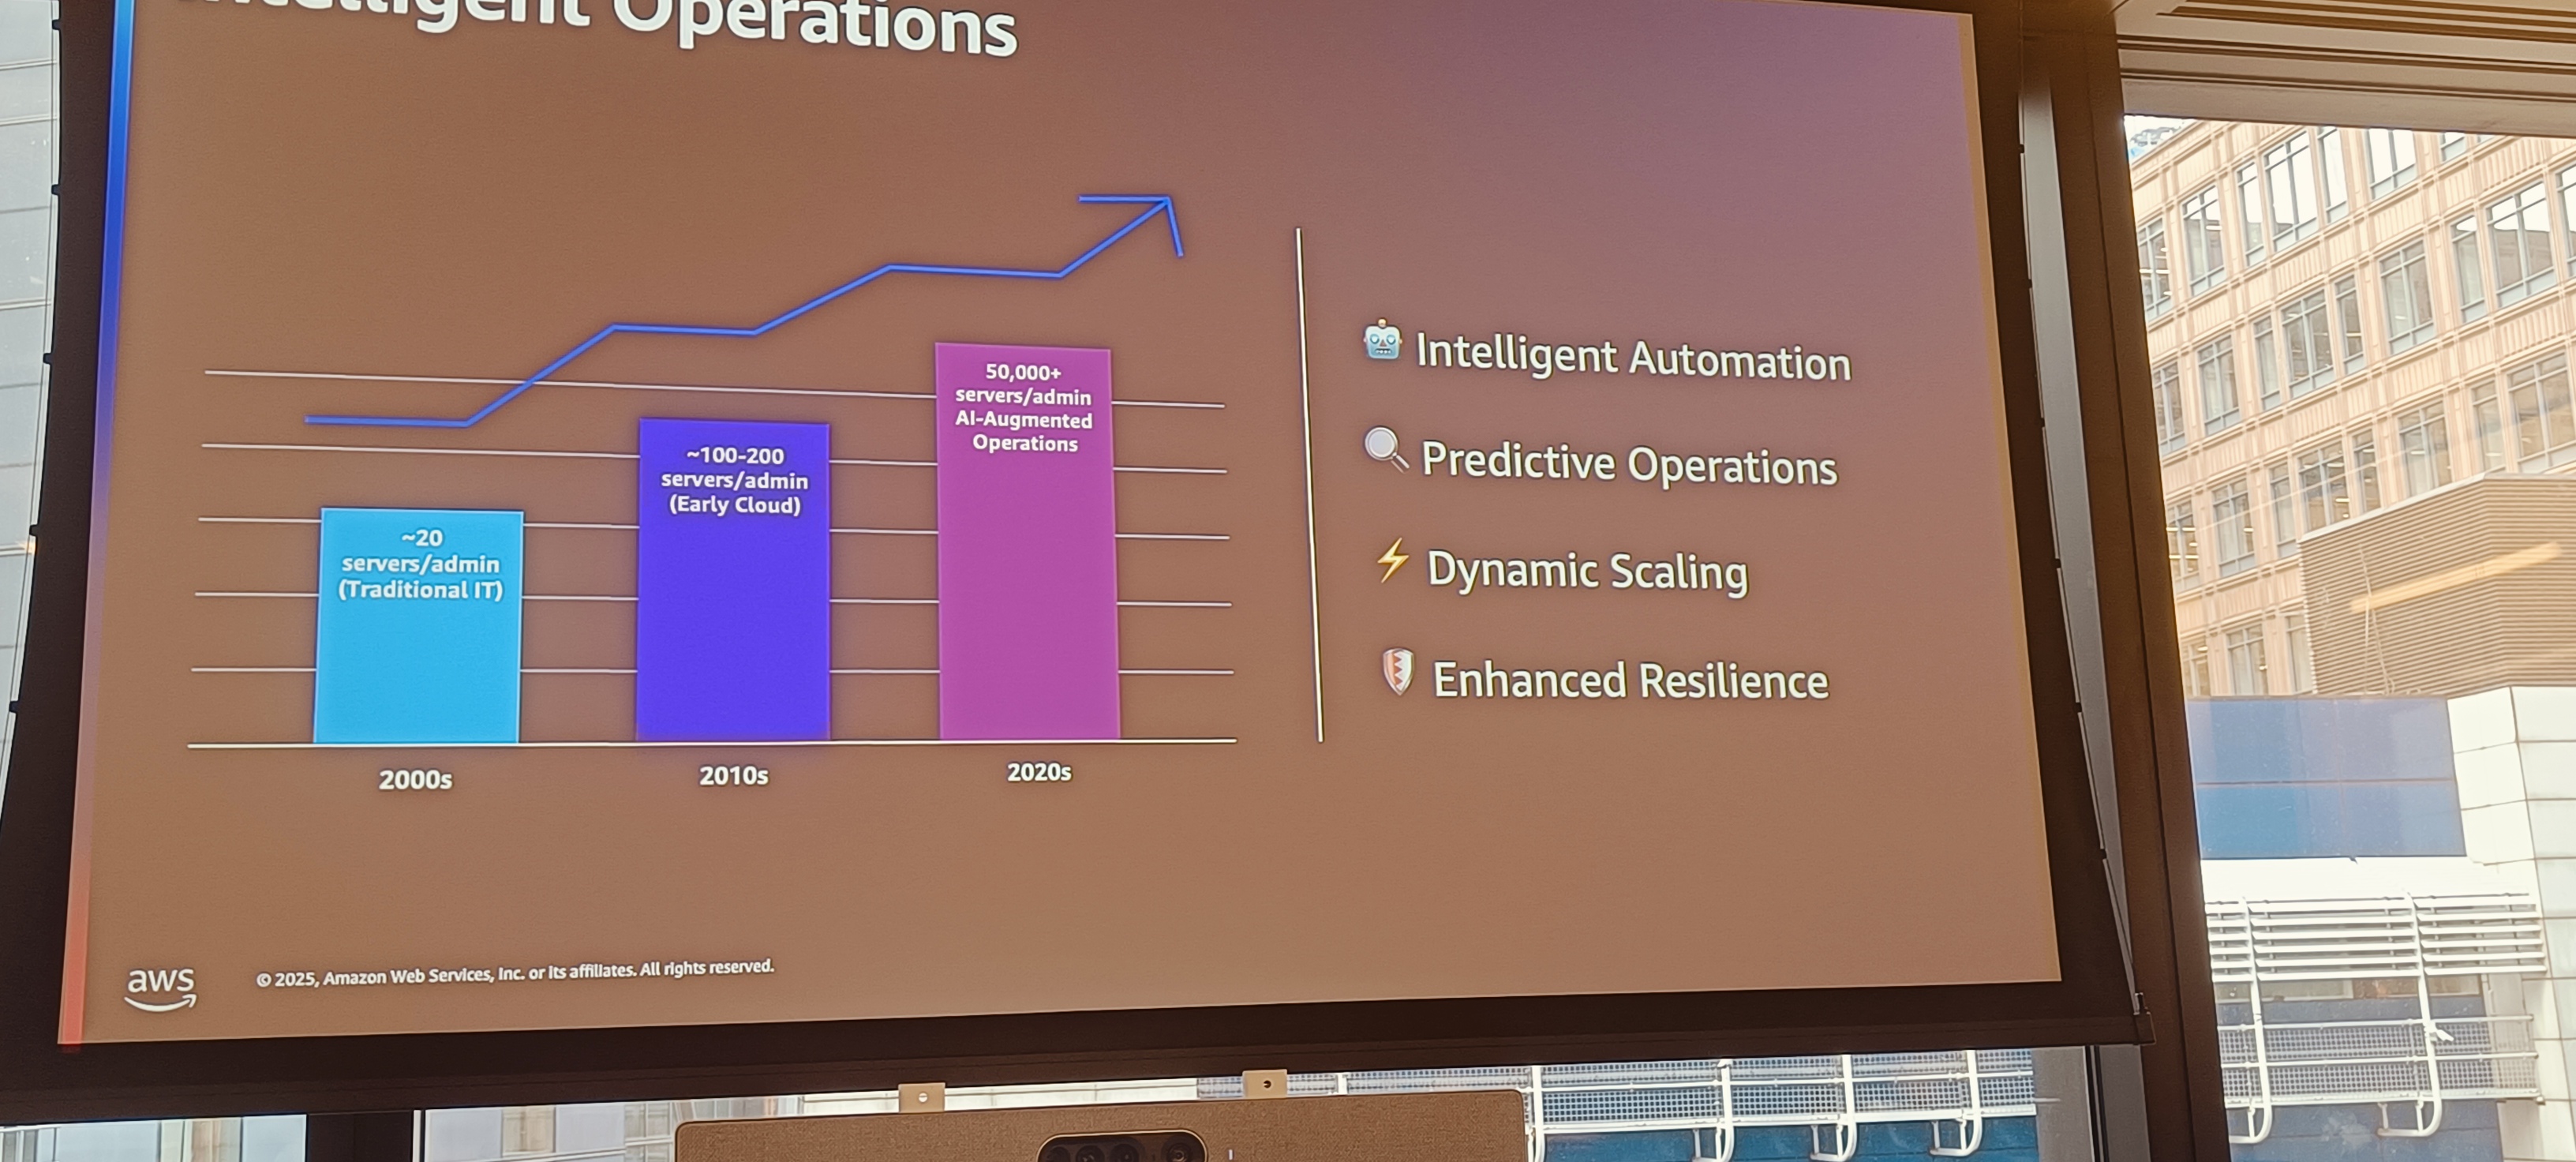 Intelligent Operations
50,000+
servers/admin
AI-Augmented
Operations
~100-200
servers/admin
(Early Cloud)
~20
servers/admin
(Traditional IT)
2000s
2010s
2020s
Intelligent Automation
Predictive Operations
Dynamic Scaling
Enhanced Resilience
aws
© 2025, Amazon Web Services, Inc. or its affiliates. All rights reserved.